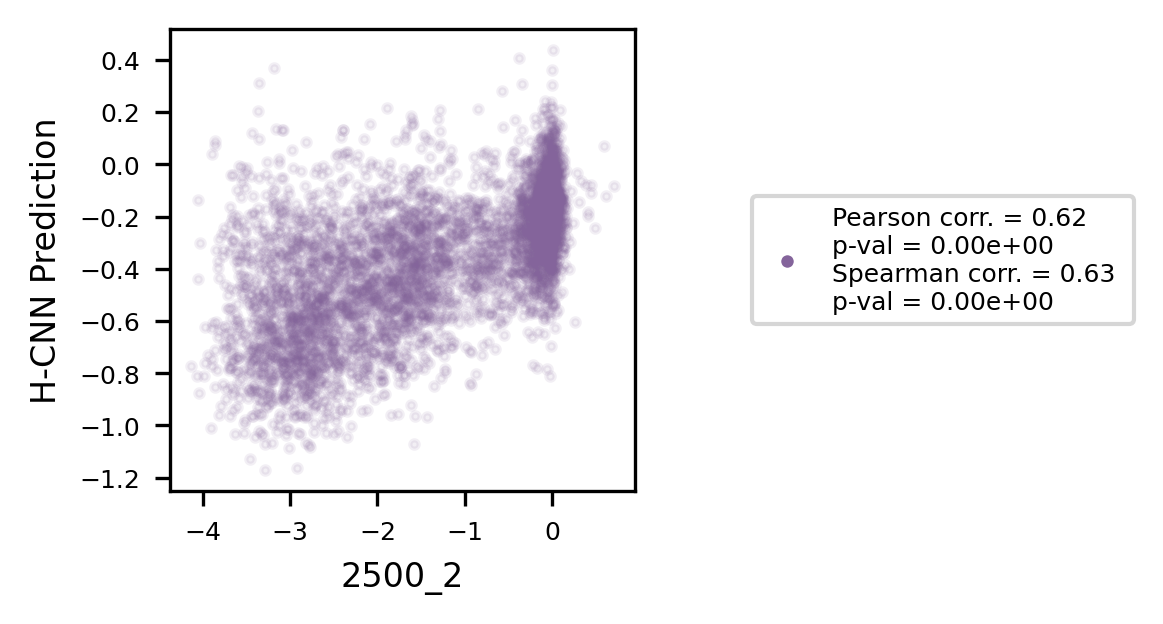 0.4
0.2
0.0
−0.2
−0.4
−0.6
−0.8
−1.0
−1.2
H-CNN Prediction
−4 −3 −2 −1 0
2500_2
Pearson corr. = 0.62
p-val = 0.00e+00
Spearman corr. = 0.63
p-val = 0.00e+00